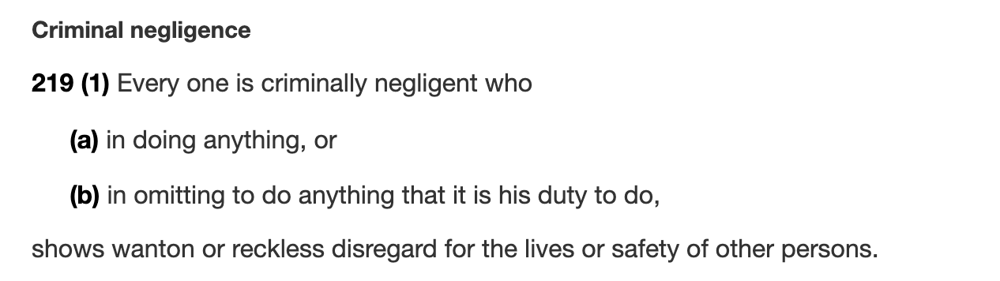 Criminal negligence
219 (1) Every one is criminally negligent who
(a) in doing anything, or
(b) in omitting to do anything that it is his duty to do,
shows wanton or reckless disregard for the lives or safety of other persons.